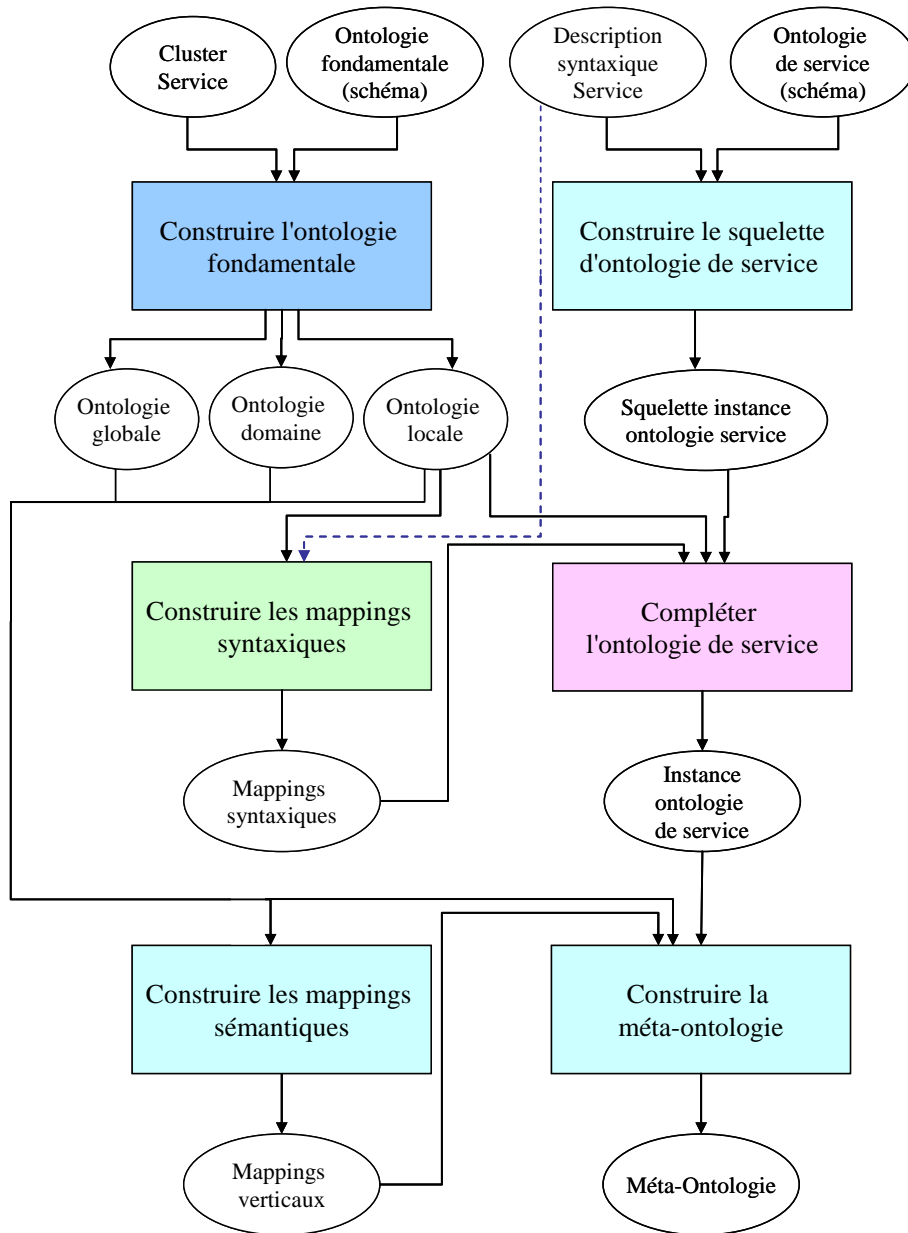 Cluster
Service
Ontologie
fondamentale
(schéma)
Description
syntaxique
Service
Ontologie
de service
(schéma)
Construire l'ontologie
fondamentale
Construire le squelette
d'ontologie de service
Ontologie
globale
Ontologie
domaine
Ontologie
locale
Squelette instance
ontologie service
Construire les mappings
syntaxiques
Compléter
l'ontologie de service
Mappings
syntaxiques
Instance
ontologie
de service
Construire les mappings
sémantiques
Construire la
méta-ontologie
Mappings
verticaux
Méta-Ontologie